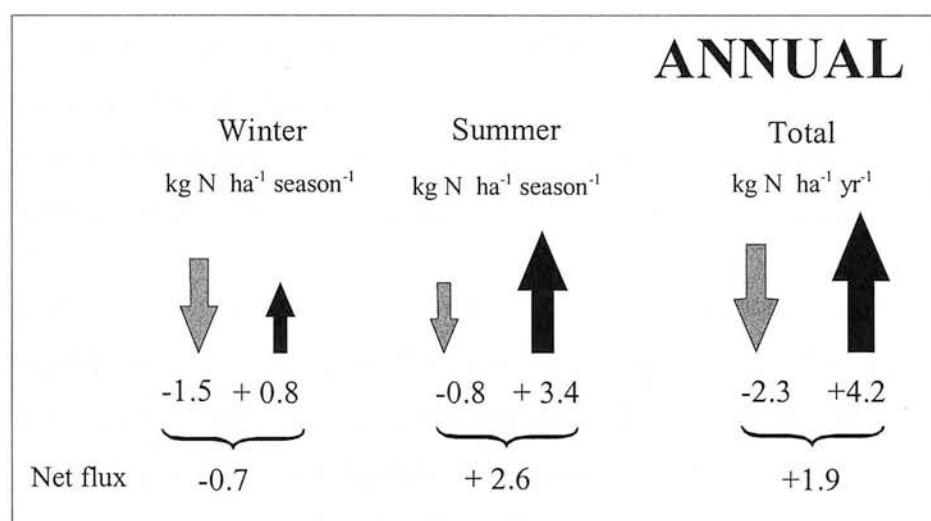 ANNUAL
Winter Summer Total
kg N ha⁻¹ season⁻¹ kg N ha⁻¹ season⁻¹ kg N ha⁻¹ yr⁻¹
-1.5 + 0.8 -0.8 + 3.4 -2.3 +4.2
Net flux -0.7 + 2.6 +1.9